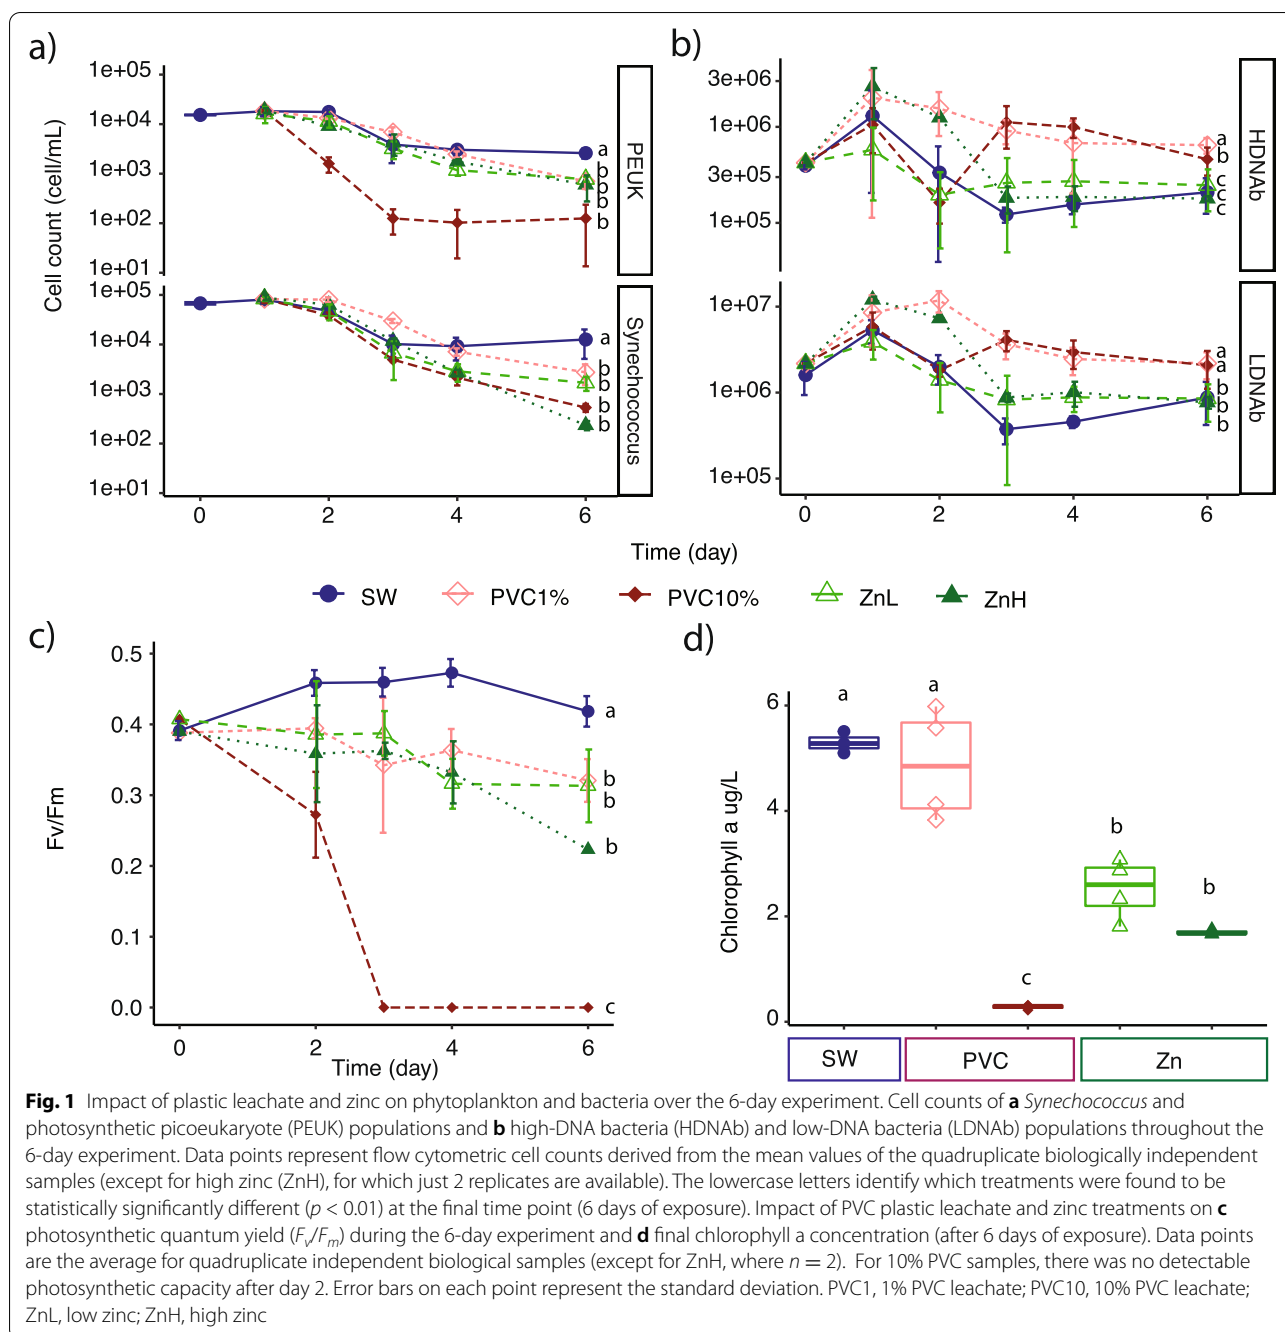 a)
1e+05
1e+04
1e+03
1e+02
1e+01
a
b
b
b
PEUK
1e+05
1e+04
1e+03
1e+02
1e+01
a
b
b
b
b
Synechococcus
Cell count (cell/mL)
0 2 4 6
b)
3e+06
1e+06
3e+05
1e+05
a
b
c
c
c
HDNAb
1e+07
1e+06
1e+05
a
a
b
b
b
LDNAb
0 2 4 6
Time (day)
SW PVC1% PVC10% ZnL ZnH
c)
0.5
0.4
0.3
0.2
0.1
0.0
Fv/Fm
a
b
b
b
c
0 2 4 6
Time (day)
d)
6
4
2
0
Chlorophyll a ug/L
a a
b
b
c
SW PVC Zn
Fig. 1 Impact of plastic leachate and zinc on phytoplankton and bacteria over the 6-day experiment. Cell counts of a Synechococcus and
photosynthetic picoeukaryote (PEUK) populations and b high-DNA bacteria (HDNAb) and low-DNA bacteria (LDNAb) populations throughout the
6-day experiment. Data points represent flow cytometric cell counts derived from the mean values of the quadruplicate biologically independent
samples (except for high zinc (ZnH), for which just 2 replicates are available). The lowercase letters identify which treatments were found to be
statistically significantly different (p < 0.01) at the final time point (6 days of exposure). Impact of PVC plastic leachate and zinc treatments on c
photosynthetic quantum yield (Fv/Fm) during the 6-day experiment and d final chlorophyll a concentration (after 6 days of exposure). Data points
are the average for quadruplicate independent biological samples (except for ZnH, where n = 2). For 10% PVC samples, there was no detectable
photosynthetic capacity after day 2. Error bars on each point represent the standard deviation. PVC1, 1% PVC leachate; PVC10, 10% PVC leachate;
ZnL, low zinc; ZnH, high zinc